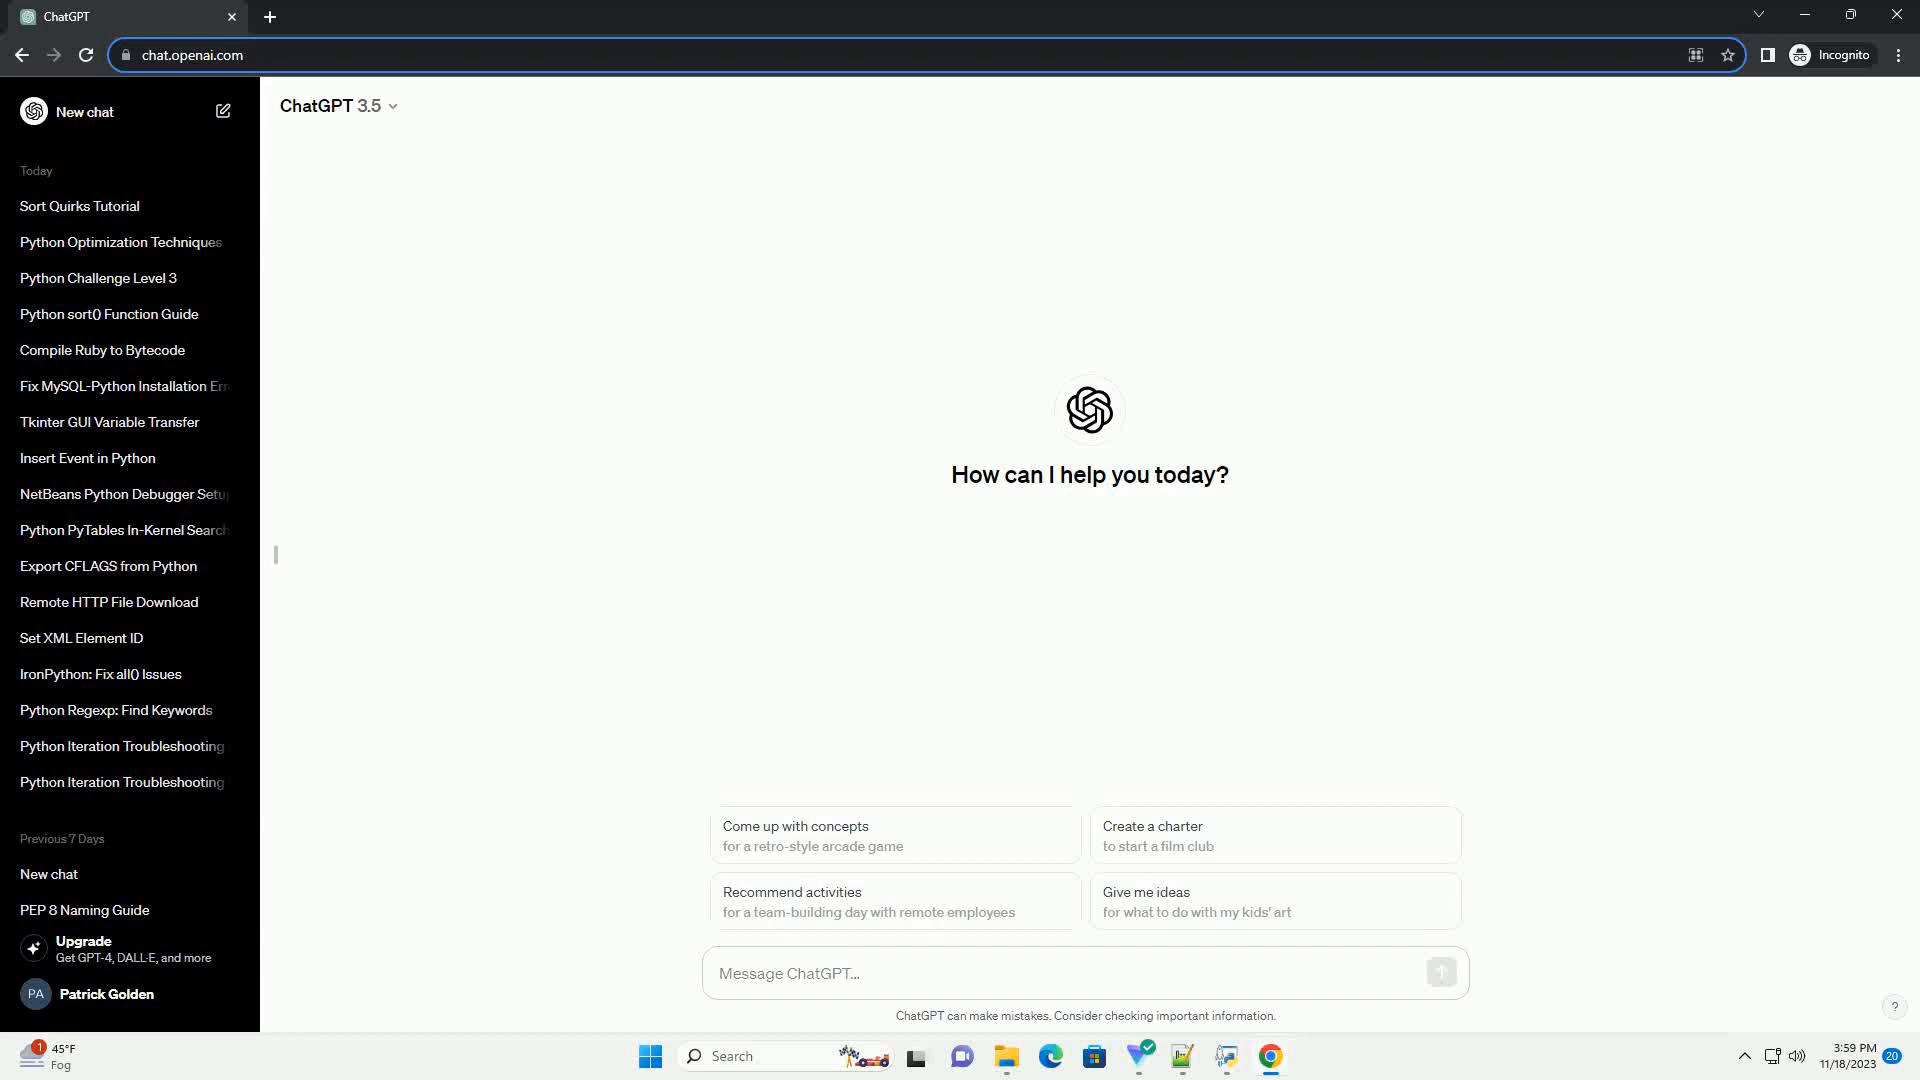 ChatGPT
chat.openai.com
Incognito
New chat
ChatGPT 3.5
Today
Sort Quirks Tutorial
Python Optimization Techniques
Python Challenge Level 3
Python sort() Function Guide
Compile Ruby to Bytecode
Fix MySQL-Python Installation Err
Tkinter GUI Variable Transfer
Insert Event in Python
NetBeans Python Debugger Setu
Python PyTables In-Kernel Search
Export CFLAGS from Python
Remote HTTP File Download
Set XML Element ID
IronPython: Fix all() Issues
Python Regexp: Find Keywords
Python Iteration Troubleshooting
Python Iteration Troubleshooting
Previous 7 Days
New chat
PEP 8 Naming Guide
Upgrade
Get GPT-4, DALL·E, and more
PA
Patrick Golden
How can I help you today?
Come up with concepts
for a retro-style arcade game
Create a charter
to start a film club
Recommend activities
for a team-building day with remote employees
Give me ideas
for what to do with my kids' art
Message ChatGPT...
ChatGPT can make mistakes. Consider checking important information.
?
1
45°F
Fog
Search
3:59 PM
11/18/2023
20